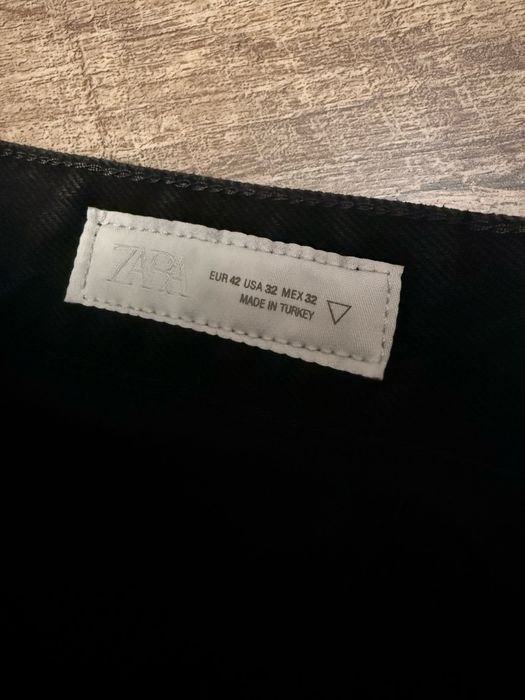 ZARA
EUR 42 USA 32 MEX 32
MADE IN TURKEY